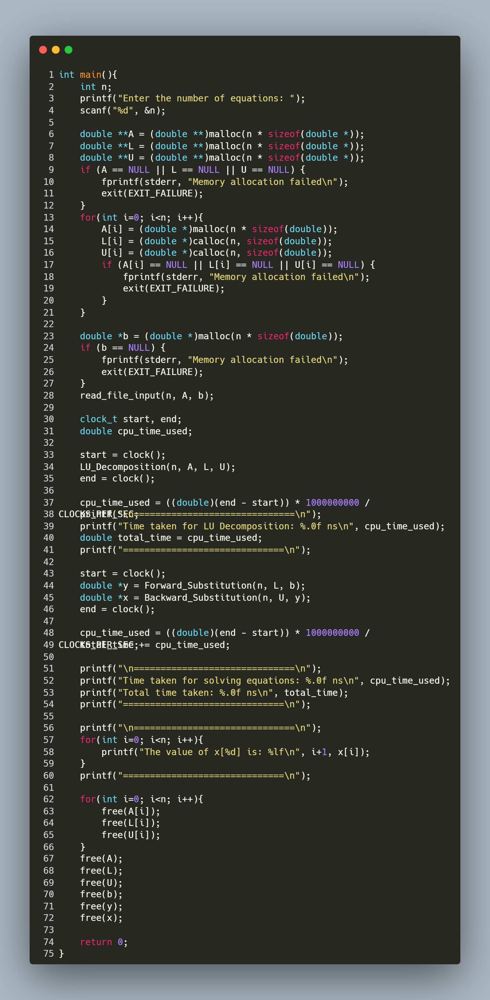 1 int main(){
2     int n;
3     printf("Enter the number of equations: ");
4     scanf("%d", &n);
5
6     double **A = (double **)malloc(n * sizeof(double *));
7     double **L = (double **)malloc(n * sizeof(double *));
8     double **U = (double **)malloc(n * sizeof(double *));
9     if (A == NULL || L == NULL || U == NULL) {
10         fprintf(stderr, "Memory allocation failed\n");
11         exit(EXIT_FAILURE);
12     }
13     for(int i=0; i<n; i++){
14         A[i] = (double *)malloc(n * sizeof(double));
15         L[i] = (double *)calloc(n, sizeof(double));
16         U[i] = (double *)calloc(n, sizeof(double));
17         if (A[i] == NULL || L[i] == NULL || U[i] == NULL) {
18             fprintf(stderr, "Memory allocation failed\n");
19             exit(EXIT_FAILURE);
20         }
21     }
22
23     double *b = (double *)malloc(n * sizeof(double));
24     if (b == NULL) {
25         fprintf(stderr, "Memory allocation failed\n");
26         exit(EXIT_FAILURE);
27     }
28     read_file_input(n, A, b);
29
30     clock_t start, end;
31     double cpu_time_used;
32
33     start = clock();
34     LU_Decomposition(n, A, L, U);
35     end = clock();
36
37     cpu_time_used = ((double)(end - start)) * 1000000000 /
CLOCKS_PER_SEC;
38     printf("\n==============================\n");
39     printf("Time taken for LU Decomposition: %.0f ns\n", cpu_time_used);
40     double total_time = cpu_time_used;
41     printf("==============================\n");
42
43     start = clock();
44     double *y = Forward_Substitution(n, L, b);
45     double *x = Backward_Substitution(n, U, y);
46     end = clock();
47
48     cpu_time_used = ((double)(end - start)) * 1000000000 /
CLOCKS_PER_SEC;
49     total_time += cpu_time_used;
50
51     printf("\n==============================\n");
52     printf("Time taken for solving equations: %.0f ns\n", cpu_time_used);
53     printf("Total time taken: %.0f ns\n", total_time);
54     printf("==============================\n");
55
56     printf("\n==============================\n");
57     for(int i=0; i<n; i++){
58         printf("The value of x[%d] is: %lf\n", i+1, x[i]);
59     }
60     printf("==============================\n");
61
62     for(int i=0; i<n; i++){
63         free(A[i]);
64         free(L[i]);
65         free(U[i]);
66     }
67     free(A);
68     free(L);
69     free(U);
70     free(b);
71     free(y);
72     free(x);
73
74     return 0;
75 }